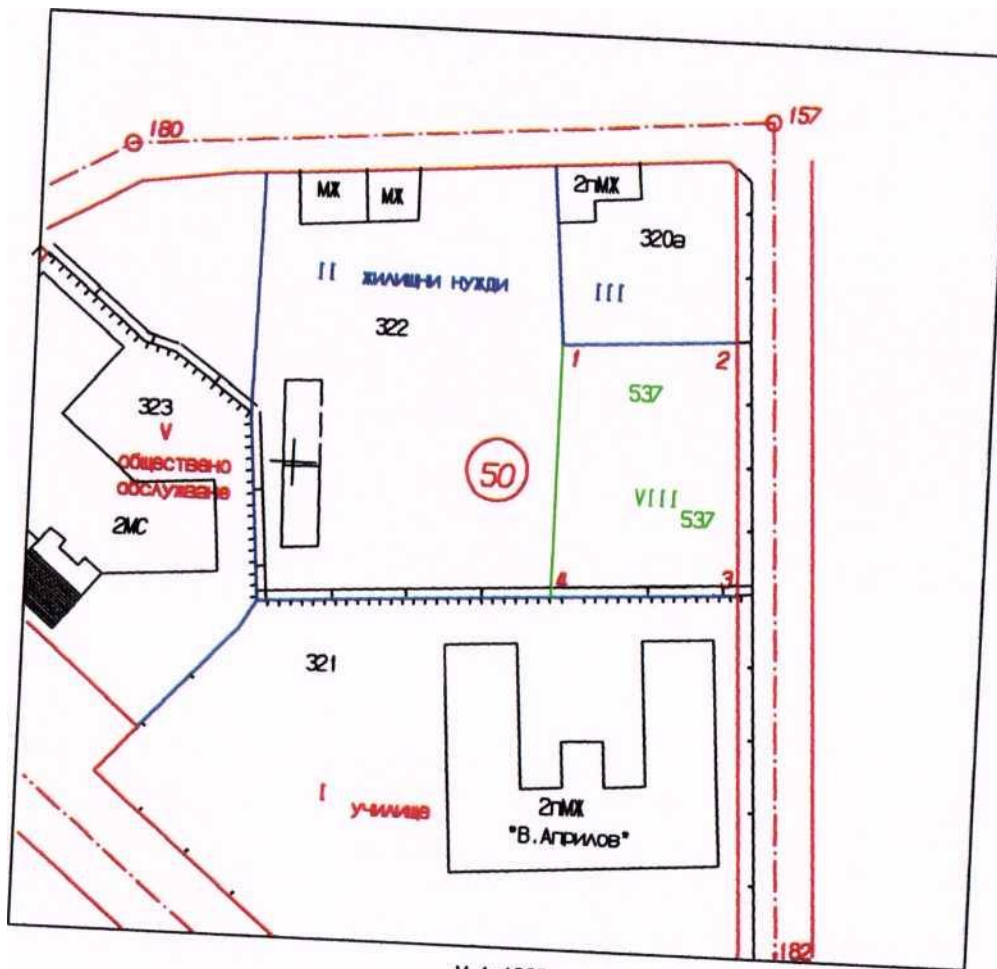 180
157
МЖ
МЖ
2пМЖ
320а
II жилищни нужди
III
322
1
2
323
V
обществено
обслужване
2МС
537
50
VIII
537
4
3
321
I училище
2пМЖ
"В.Априлов"
182